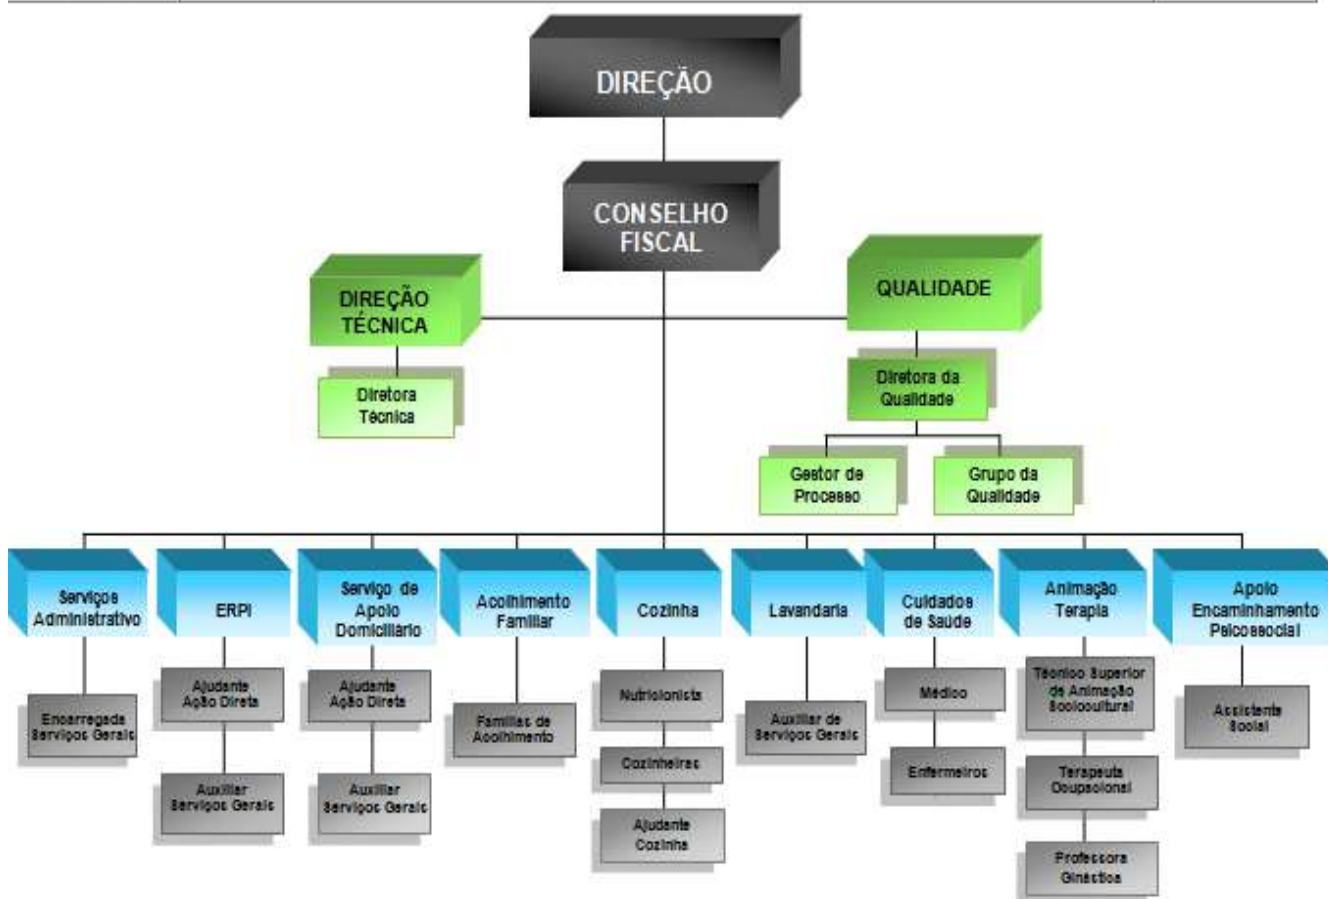 DIREÇÃO
CONSELHO
FISCAL
DIREÇÃO
TÉCNICA
QUALIDADE
Diretora
Técnica
Diretora da
Qualidade
Gestor de
Processo
Grupo da
Qualidade
Serviços
Administrativo
ERPI
Serviço de
Apoio
Domiciliário
Acolhimento
Familiar
Cozinha
Lavandaria
Cuidados
de Saúde
Animação
Terapia
Apoio
Encaminhamento
Psicossocial
Encarregada
Serviços Gerais
Ajudante
Ação Direta
Auxiliar
Serviços Gerais
Ajudante
Ação Direta
Auxiliar
Serviços Gerais
Famílias de
Acolhimento
Nutricionista
Cozinheiras
Ajudante
Cozinha
Auxiliar de
Serviços Gerais
Médico
Enfermeiros
Técnico Superior
de Animação
Sociocultural
Terapeuta
Ocupacional
Professora
Ginástica
Assistente
Social